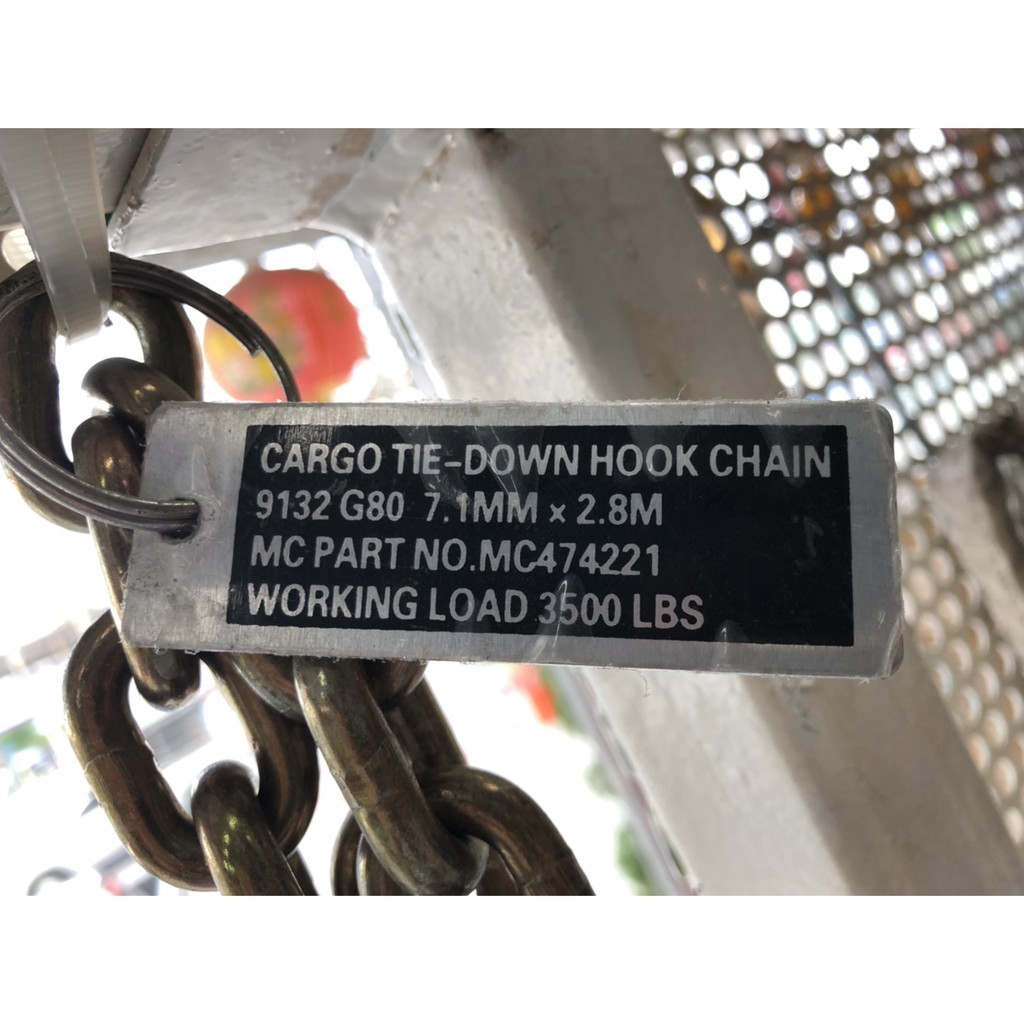 CARGO TIE-DOWN HOOK CHAIN
9132 G80 7.1MM x 2.8M
MC PART NO.MC474221
WORKING LOAD 3500 LBS